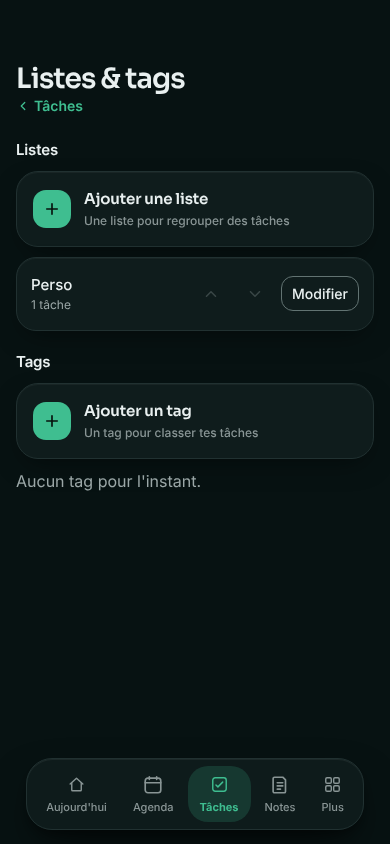 Listes & tags
Tâches
Listes
Ajouter une liste
Une liste pour regrouper des tâches
Perso
1 tâche
Modifier
Tags
Ajouter un tag
Un tag pour classer tes tâches
Aucun tag pour l'instant.
Aujourd'hui Agenda Tâches Notes Plus